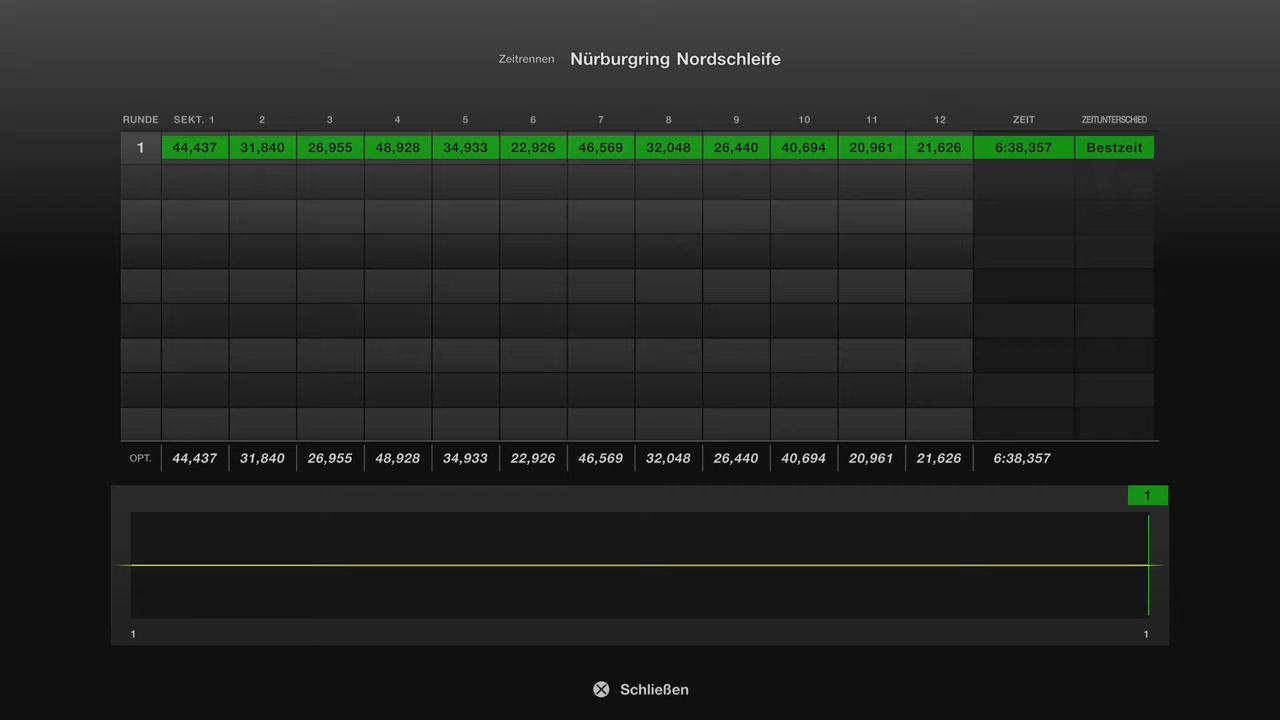 Zeitrennen Nürburgring Nordschleife
RUNDE SEKT. 1 2 3 4 5 6 7 8 9 10 11 12 ZEIT ZEITUNTERSCHIED
1 44,437 31,840 26,955 48,928 34,933 22,926 46,569 32,048 26,440 40,694 20,961 21,626 6:38,357 Bestzeit
OPT. 44,437 31,840 26,955 48,928 34,933 22,926 46,569 32,048 26,440 40,694 20,961 21,626 6:38,357
1
1 1
Schließen